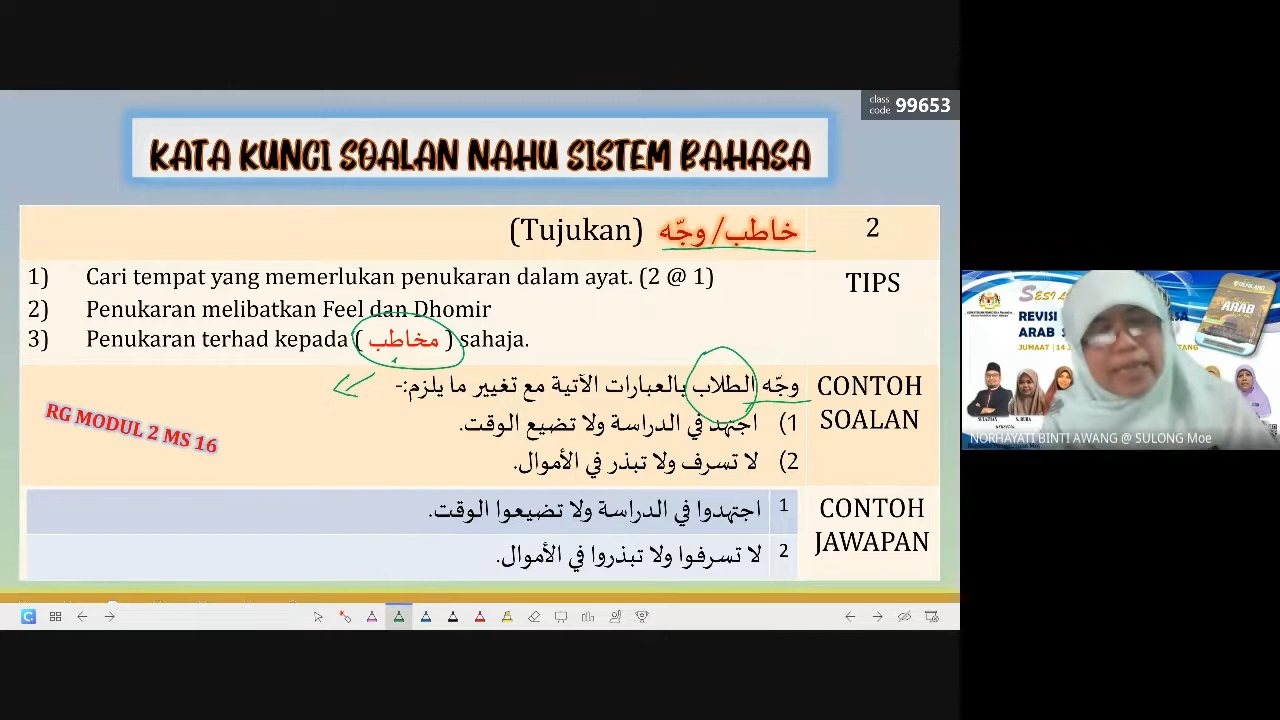 class code 99653
KATA KUNCI SOALAN NAHU SISTEM BAHASA
خاطب/وجّه (Tujukan)
2
1) Cari tempat yang memerlukan penukaran dalam ayat. (2 @ 1)
2) Penukaran melibatkan Feel dan Dhomir
3) Penukaran terhad kepada ( مخاطب ) sahaja.
TIPS
وجّه الطلاب بالعبارات الآتية مع تغيير ما يلزم:-
1) اجتهد في الدراسة ولا تضيع الوقت.
2) لا تسرف ولا تبذر في الأموال.
CONTOH
SOALAN
RG MODUL 2 MS 16
1 اجتهدوا في الدراسة ولا تضيعوا الوقت.
2 لا تسرفوا ولا تبذروا في الأموال.
CONTOH
JAWAPAN
REVISI
ARAB
JUMAAT
NORHAYATI BINTI AWANG @ SULONG Moe